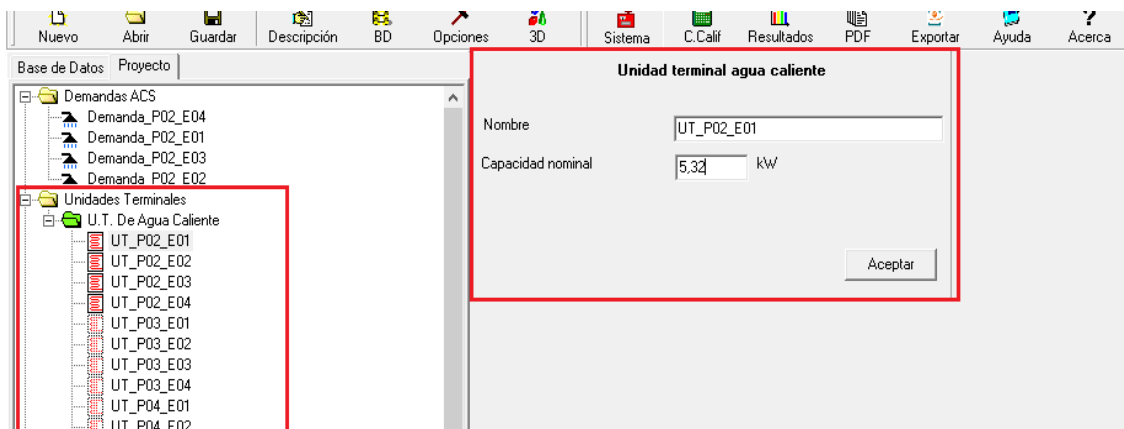 Nuevo Abrir Guardar Descripción BD Opciones 3D Sistema C.Calif Resultados PDF Exportar Ayuda Acerca
Base de Datos Proyecto
Demandas ACS
Demanda_P02_E04
Demanda_P02_E01
Demanda_P02_E03
Demanda_P02_E02
Unidades Terminales
U.T. De Agua Caliente
UT_P02_E01
UT_P02_E02
UT_P02_E03
UT_P02_E04
UT_P03_E01
UT_P03_E02
UT_P03_E03
UT_P03_E04
UT_P04_E01
UT_P04_E02
Unidad terminal agua caliente
Nombre UT_P02_E01
Capacidad nominal 5,32 kW
Aceptar